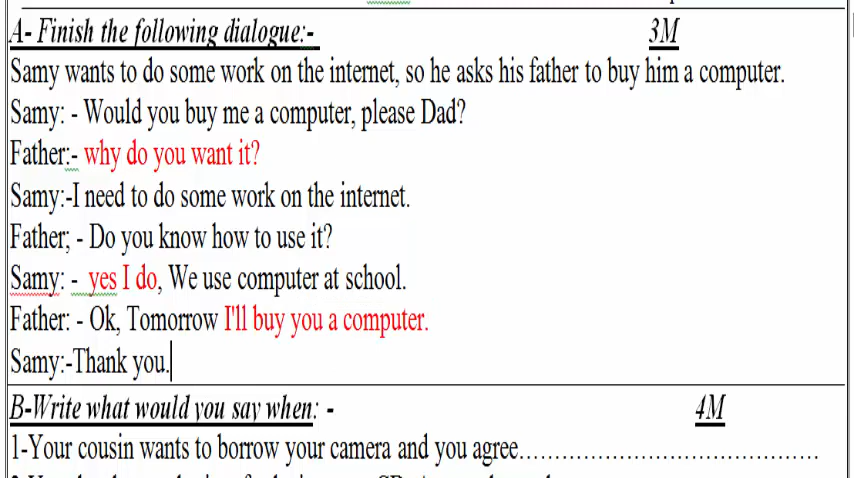 A- Finish the following dialogue:- 3M
Samy wants to do some work on the internet, so he asks his father to buy him a computer.
Samy: - Would you buy me a computer, please Dad?
Father:- why do you want it?
Samy:-I need to do some work on the internet.
Father; - Do you know how to use it?
Samy: - yes I do, We use computer at school.
Father: - Ok, Tomorrow I'll buy you a computer.
Samy:-Thank you.
B-Write what would you say when: - 4M
1-Your cousin wants to borrow your camera and you agree……………………………………